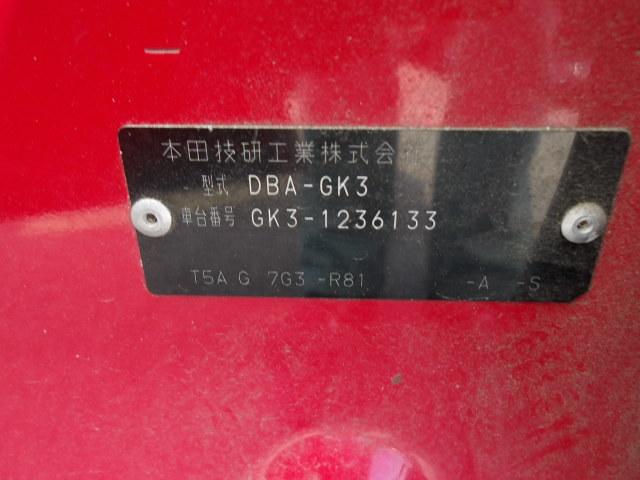 本田技研工業株式会社
型式 DBA-GK3
車台番号 GK3-1236133
T5A G 7G3 -R81 -A -S